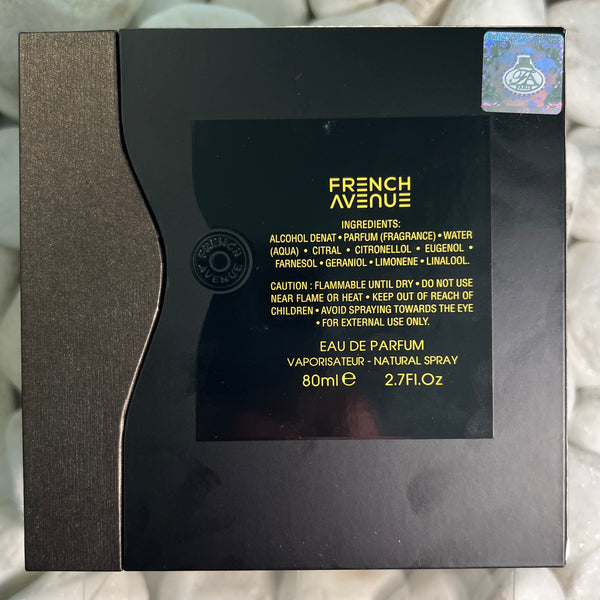 FRENCH
AVENUE
INGREDIENTS:
ALCOHOL DENAT • PARFUM (FRAGRANCE) • WATER
(AQUA) • CITRAL • CITRONELLOL • EUGENOL •
FARNESOL • GERANIOL • LIMONENE • LINALOOL.
CAUTION : FLAMMABLE UNTIL DRY • DO NOT USE
NEAR FLAME OR HEAT • KEEP OUT OF REACH OF
CHILDREN • AVOID SPRAYING TOWARDS THE EYE
• FOR EXTERNAL USE ONLY.
EAU DE PARFUM
VAPORISATEUR - NATURAL SPRAY
80ml e 2.7Fl.Oz
FRENCH
AVENUE